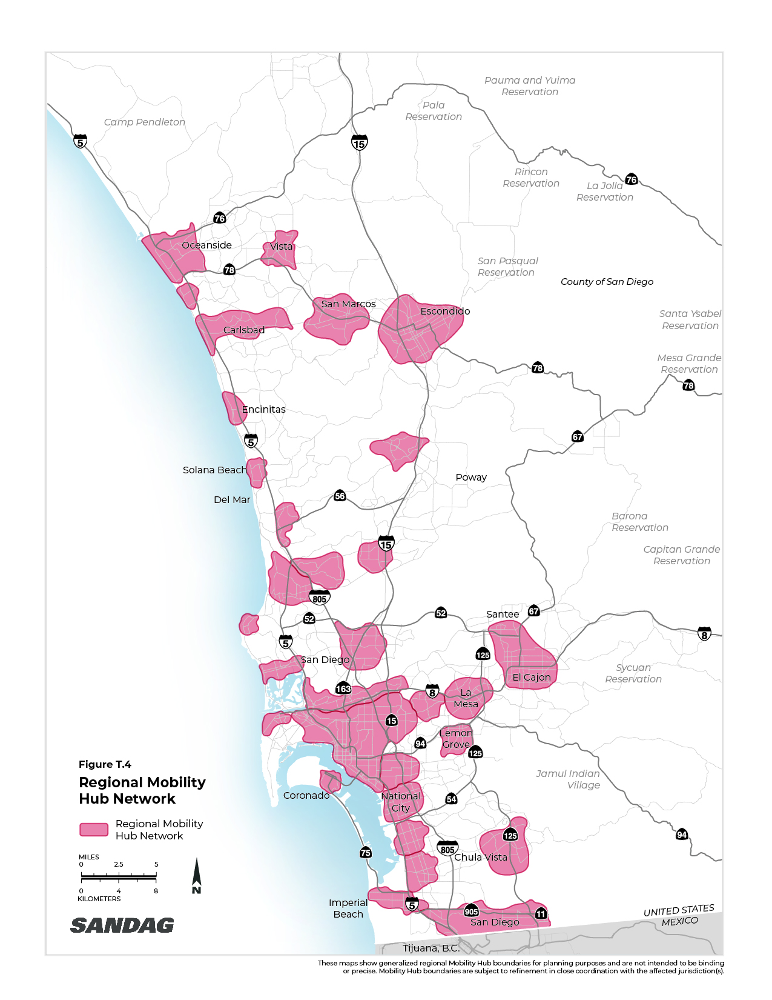 Pauma and Yuima
Reservation
Pala
Reservation
Camp Pendleton
5
15
Rincon
Reservation
La Jolla
Reservation
76
76
Oceanside
Vista
78
San Pasqual
Reservation
County of San Diego
San Marcos
Escondido
Santa Ysabel
Reservation
Carlsbad
Mesa Grande
Reservation
78
78
Encinitas
5
67
Solana Beach
Poway
56
Del Mar
Barona
Reservation
15
Capitan Grande
Reservation
805
52
52
Santee
67
8
5
San Diego
125
Sycuan
Reservation
El Cajon
163
8
La
Mesa
15
Lemon
Grove
94
125
Figure T.4
Regional Mobility
Hub Network
Jamul Indian
Village
Coronado
National
City
54
Regional Mobility
Hub Network
125
94
805
75
Chula Vista
MILES
0 2.5 5
0 4 8
KILOMETERS
N
Imperial
Beach
5
905
11
San Diego
UNITED STATES
MEXICO
SANDAG
Tijuana, B.C.
These maps show generalized regional Mobility Hub boundaries for planning purposes and are not intended to be binding
or precise. Mobility Hub boundaries are subject to refinement in close coordination with the affected jurisdiction(s).